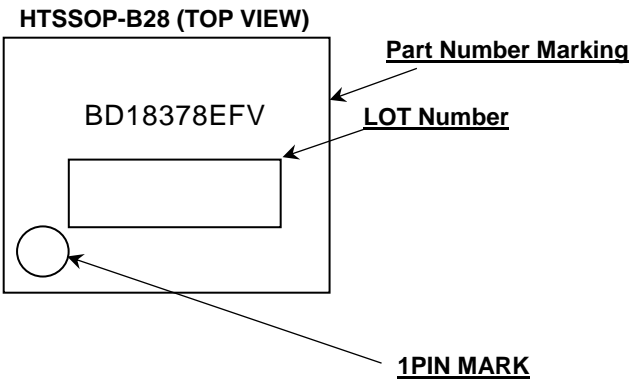 HTSSOP-B28 (TOP VIEW)
Part Number Marking
BD18378EFV
LOT Number
1PIN MARK